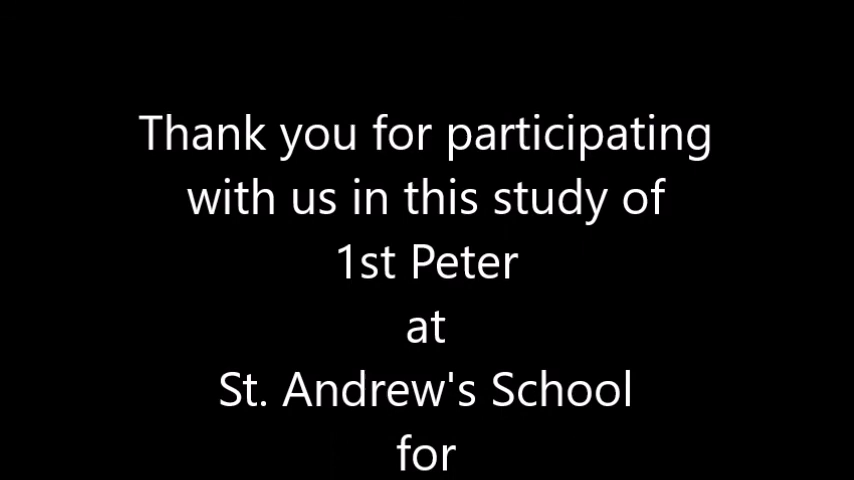 Thank you for participating
with us in this study of
1st Peter
at
St. Andrew's School
for